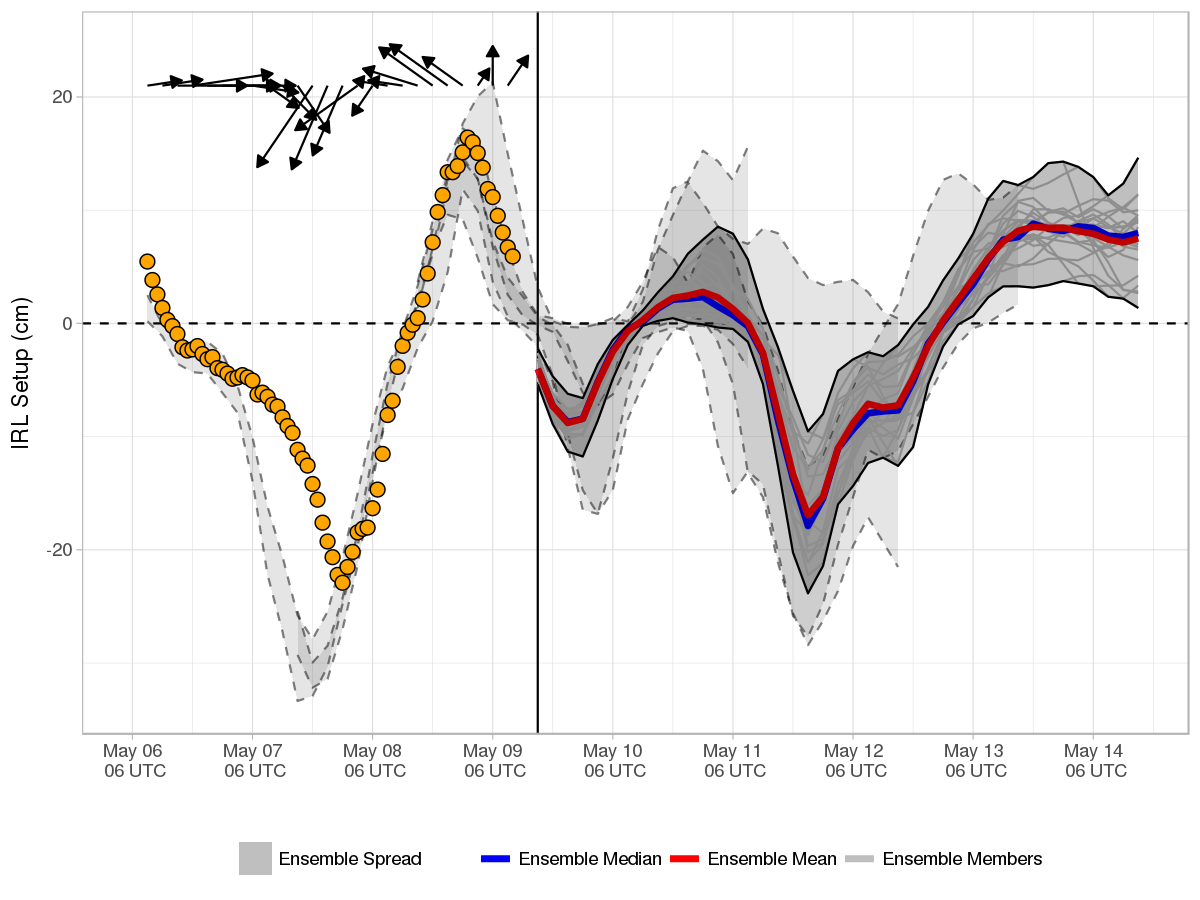 IRL Setup (cm)
20
0
-20
May 06
06 UTC
May 07
06 UTC
May 08
06 UTC
May 09
06 UTC
May 10
06 UTC
May 11
06 UTC
May 12
06 UTC
May 13
06 UTC
May 14
06 UTC
Ensemble Spread
Ensemble Median
Ensemble Mean
Ensemble Members